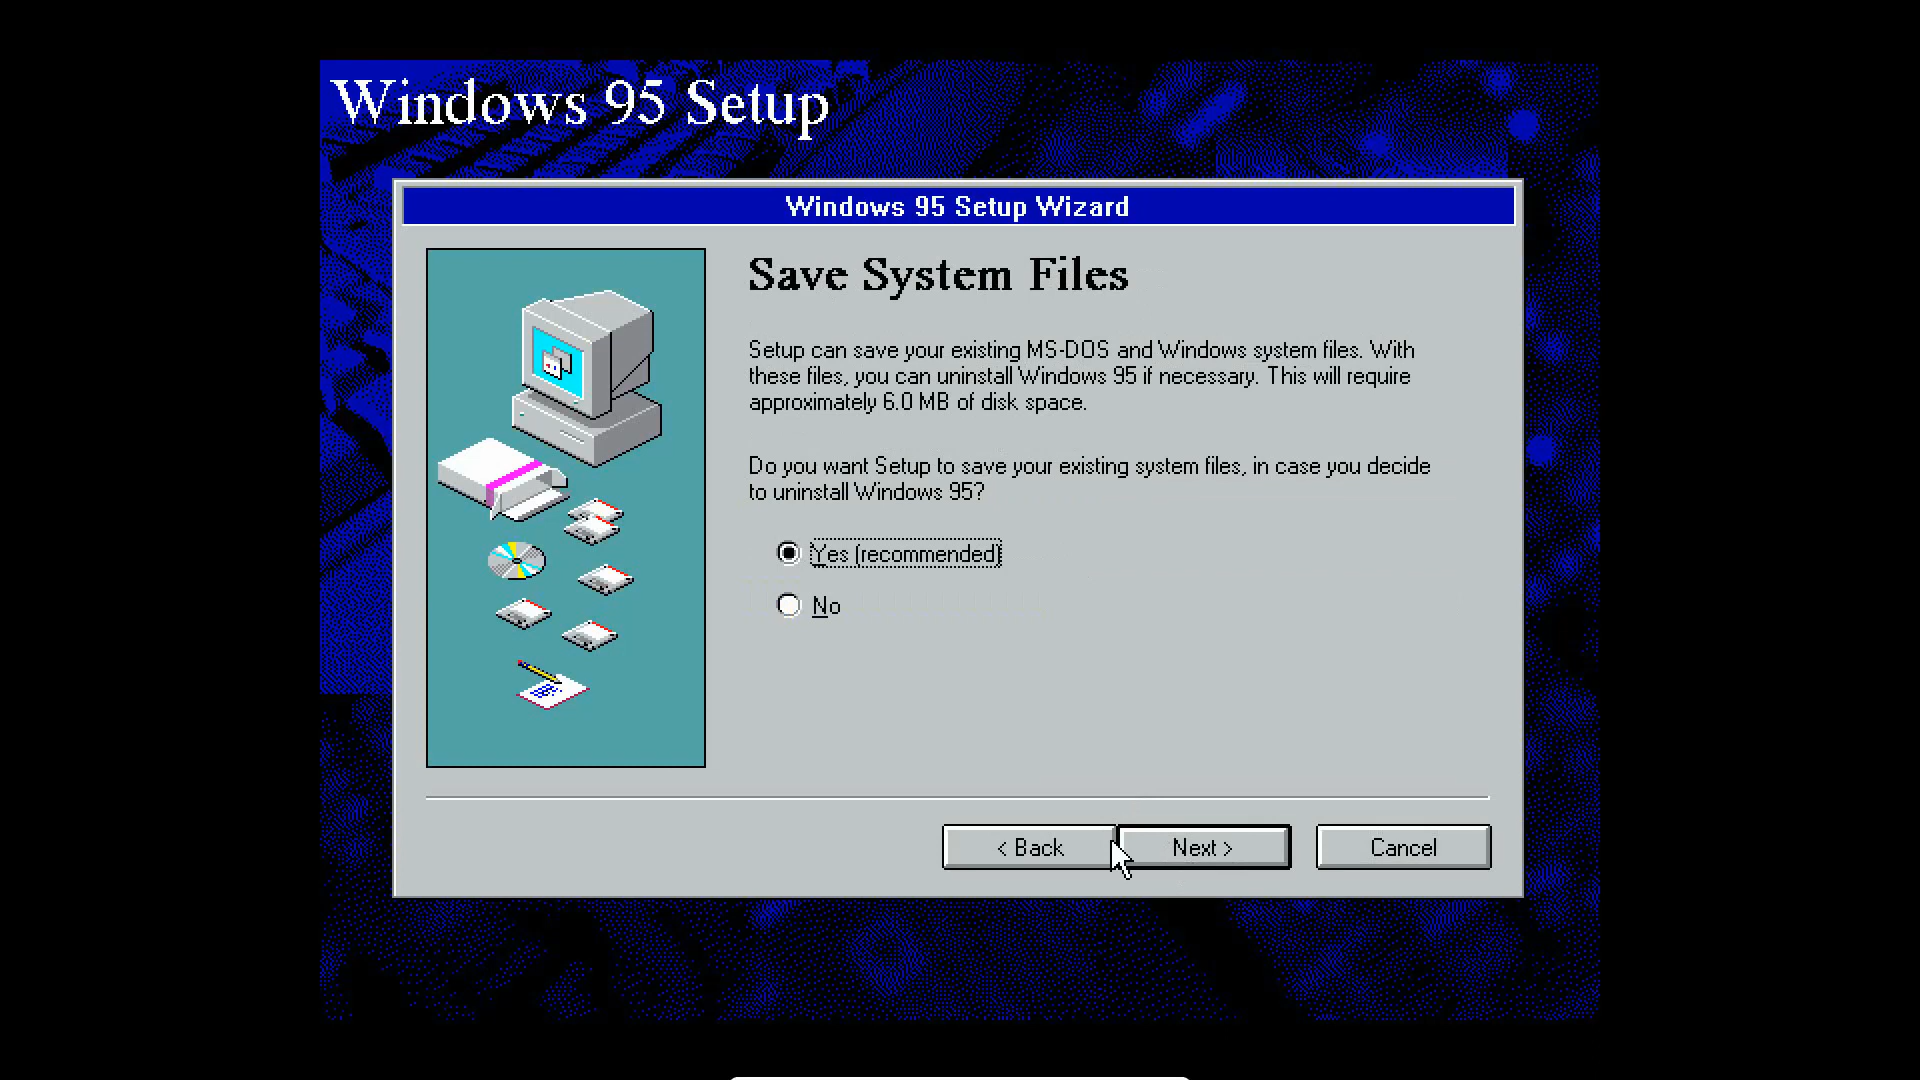 Windows 95 Setup
Windows 95 Setup Wizard
Save System Files
Setup can save your existing MS-DOS and Windows system files. With
these files, you can uninstall Windows 95 if necessary. This will require
approximately 6.0 MB of disk space.
Do you want Setup to save your existing system files, in case you decide
to uninstall Windows 95?
Yes (recommended)
No
< Back
Next >
Cancel